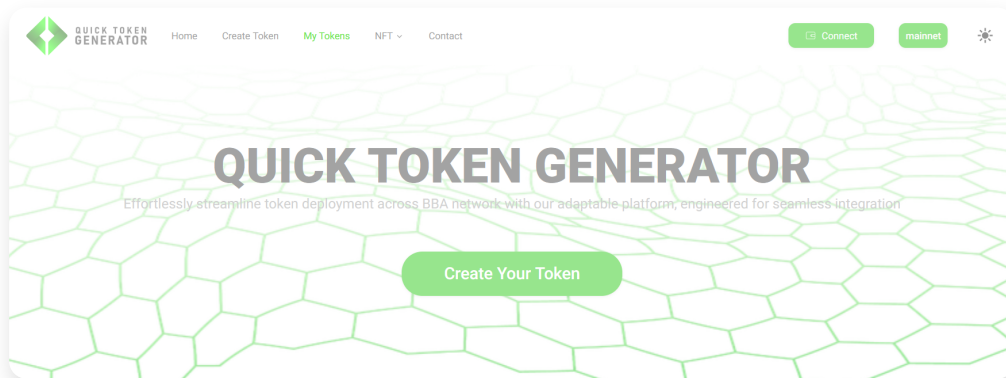 QUICK TOKEN
GENERATOR
Home Create Token My Tokens NFT Contact
Connect mainnet
QUICK TOKEN GENERATOR
Effortlessly streamline token deployment across BBA network with our adaptable platform, engineered for seamless integration
Create Your Token